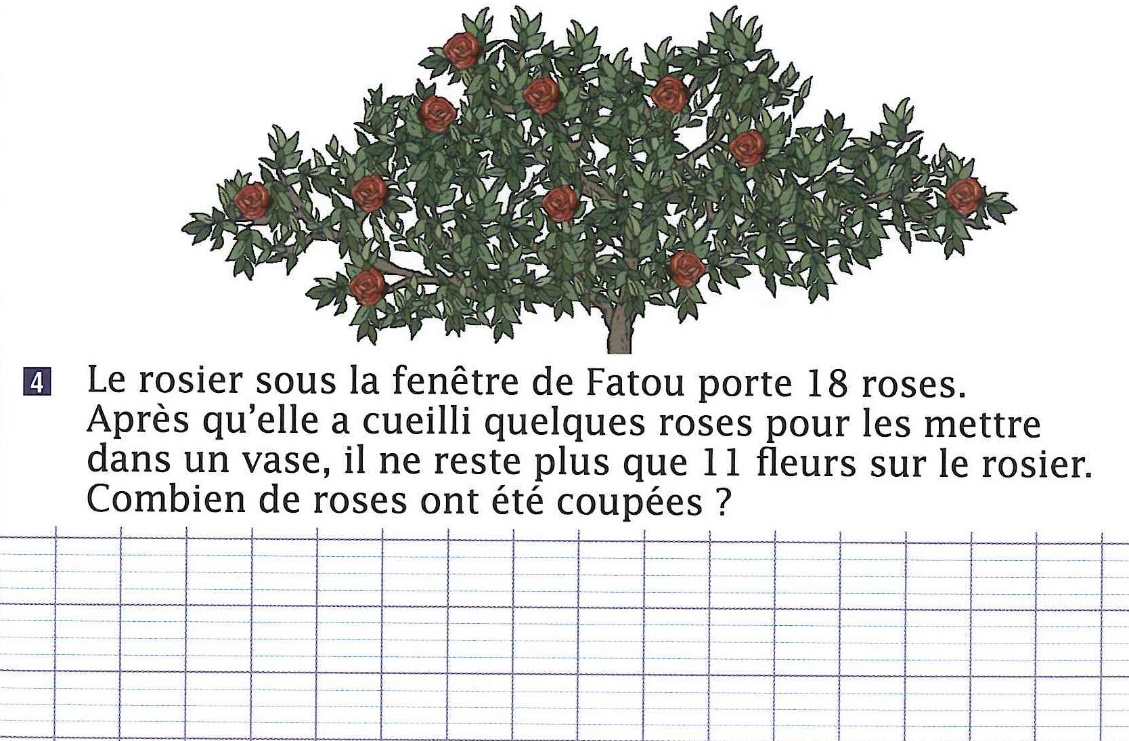 4 Le rosier sous la fenêtre de Fatou porte 18 roses.
Après qu'elle a cueilli quelques roses pour les mettre
dans un vase, il ne reste plus que 11 fleurs sur le rosier.
Combien de roses ont été coupées ?